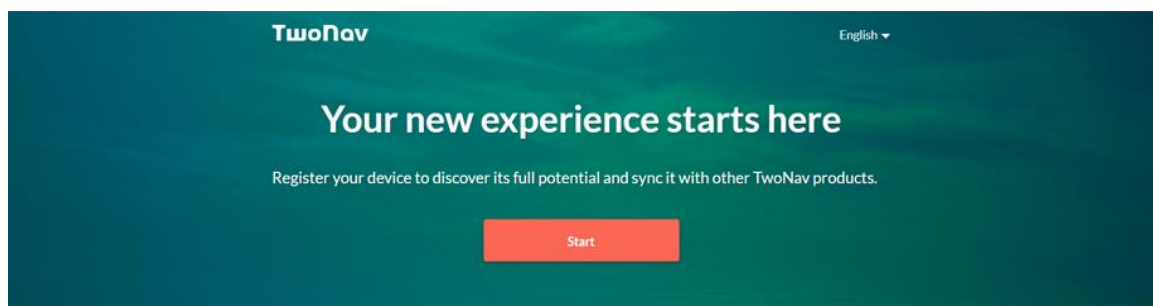 TwoNav
English
Your new experience starts here
Register your device to discover its full potential and sync it with other TwoNav products.
Start